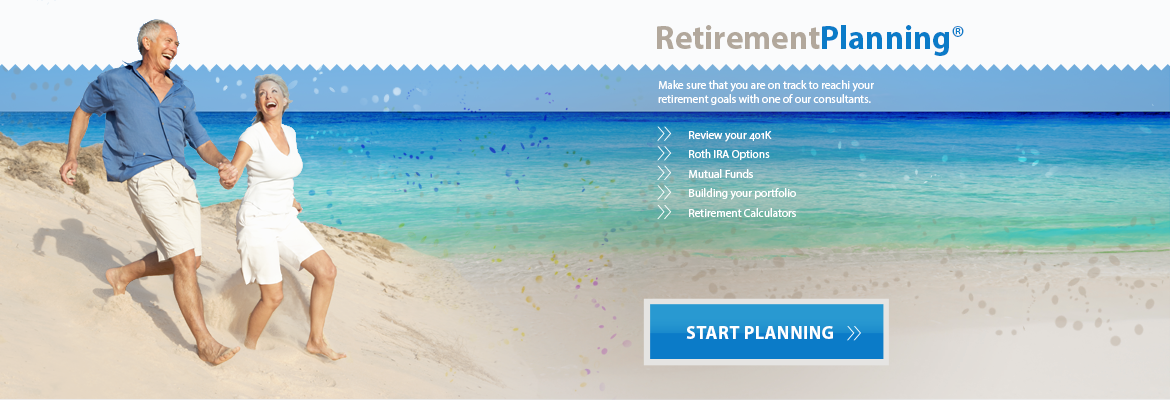 RetirementPlanning®
Make sure that you are on track to reachi your
retirement goals with one of our consultants.
Review your 401K
Roth IRA Options
Mutual Funds
Building your portfolio
Retirement Calculators
START PLANNING